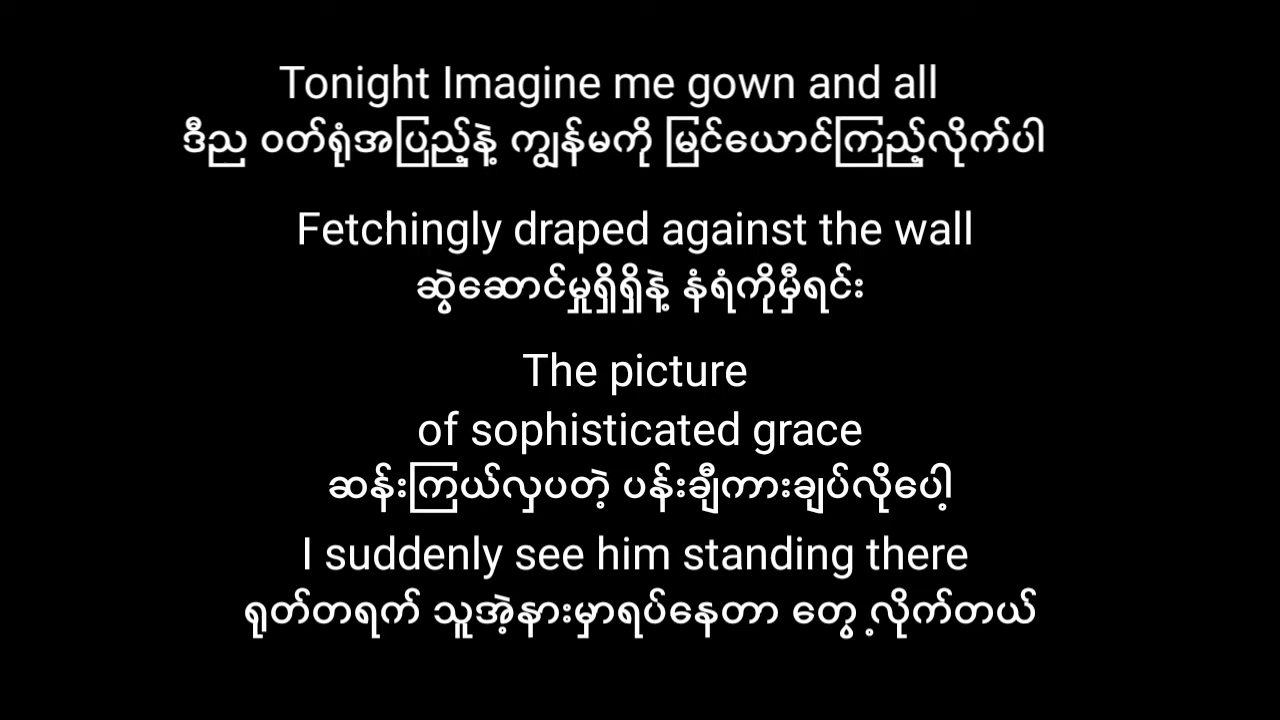 Tonight Imagine me gown and all
ဒီည ဝတ်ရုံအပြည့်နဲ့ ကျွန်မကို မြင်ယောင်ကြည့်လိုက်ပါ
Fetchingly draped against the wall
ဆွဲဆောင်မှုရှိရှိနဲ့ နံရံကိုမှီရင်း
The picture
of sophisticated grace
ဆန်းကြယ်လှပတဲ့ ပန်းချီကားချပ်လိုပေါ့
I suddenly see him standing there
ရုတ်တရက် သူအဲ့နားမှာရပ်နေတာ တွေ ့လိုက်တယ်